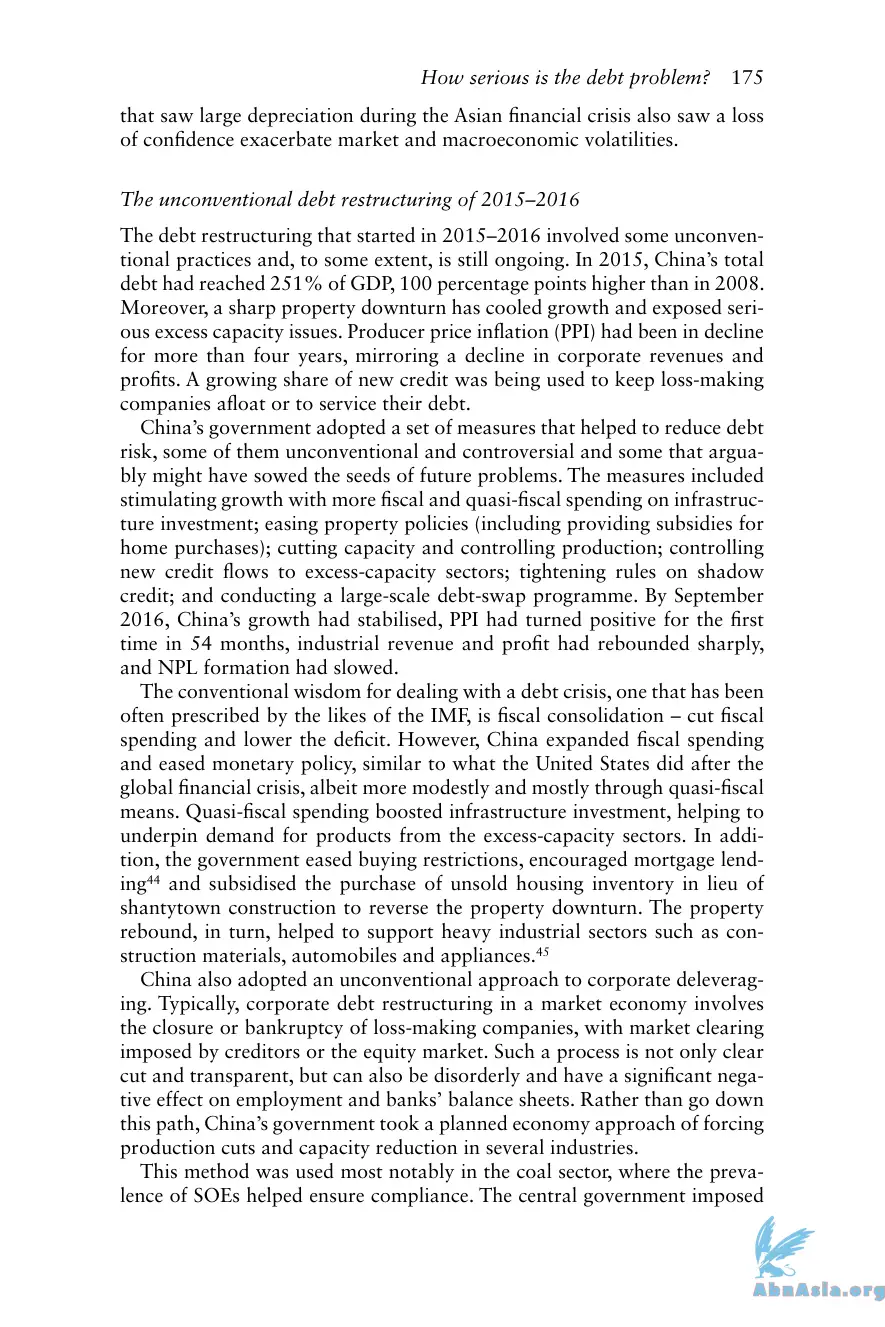 How serious is the debt problem? 175
that saw large depreciation during the Asian financial crisis also saw a loss
of confidence exacerbate market and macroeconomic volatilities.
The unconventional debt restructuring of 2015–2016
The debt restructuring that started in 2015–2016 involved some unconven-
tional practices and, to some extent, is still ongoing. In 2015, China’s total
debt had reached 251% of GDP, 100 percentage points higher than in 2008.
Moreover, a sharp property downturn has cooled growth and exposed seri-
ous excess capacity issues. Producer price inflation (PPI) had been in decline
for more than four years, mirroring a decline in corporate revenues and
profits. A growing share of new credit was being used to keep loss-making
companies afloat or to service their debt.
China’s government adopted a set of measures that helped to reduce debt
risk, some of them unconventional and controversial and some that argua-
bly might have sowed the seeds of future problems. The measures included
stimulating growth with more fiscal and quasi-fiscal spending on infrastruc-
ture investment; easing property policies (including providing subsidies for
home purchases); cutting capacity and controlling production; controlling
new credit flows to excess-capacity sectors; tightening rules on shadow
credit; and conducting a large-scale debt-swap programme. By September
2016, China’s growth had stabilised, PPI had turned positive for the first
time in 54 months, industrial revenue and profit had rebounded sharply,
and NPL formation had slowed.
The conventional wisdom for dealing with a debt crisis, one that has been
often prescribed by the likes of the IMF, is fiscal consolidation – cut fiscal
spending and lower the deficit. However, China expanded fiscal spending
and eased monetary policy, similar to what the United States did after the
global financial crisis, albeit more modestly and mostly through quasi-fiscal
means. Quasi-fiscal spending boosted infrastructure investment, helping to
underpin demand for products from the excess-capacity sectors. In addi-
tion, the government eased buying restrictions, encouraged mortgage lend-
ing⁴⁴ and subsidised the purchase of unsold housing inventory in lieu of
shantytown construction to reverse the property downturn. The property
rebound, in turn, helped to support heavy industrial sectors such as con-
struction materials, automobiles and appliances.⁴⁵
China also adopted an unconventional approach to corporate deleverag-
ing. Typically, corporate debt restructuring in a market economy involves
the closure or bankruptcy of loss-making companies, with market clearing
imposed by creditors or the equity market. Such a process is not only clear
cut and transparent, but can also be disorderly and have a significant nega-
tive effect on employment and banks’ balance sheets. Rather than go down
this path, China’s government took a planned economy approach of forcing
production cuts and capacity reduction in several industries.
This method was used most notably in the coal sector, where the preva-
lence of SOEs helped ensure compliance. The central government imposed
AbnAsia.org